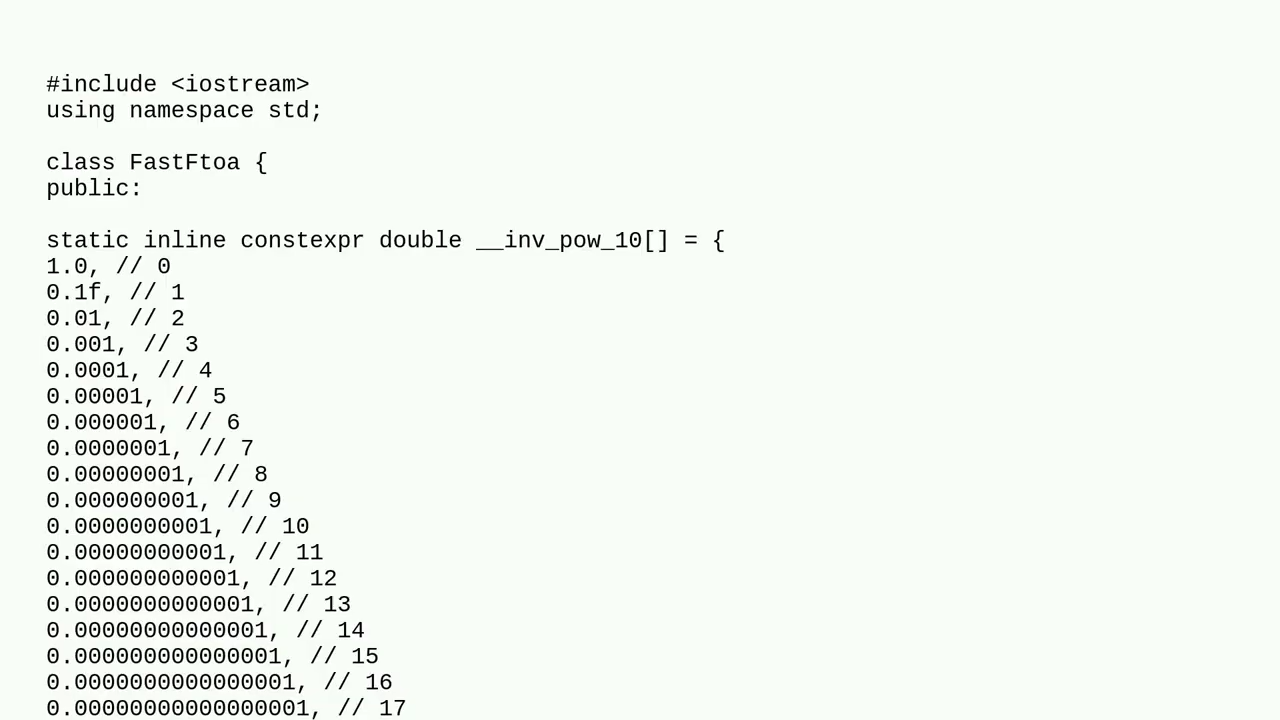 #include <iostream>
using namespace std;
class FastFtoa {
public:
static inline constexpr double __inv_pow_10[] = {
1.0, // 0
0.1f, // 1
0.01, // 2
0.001, // 3
0.0001, // 4
0.00001, // 5
0.000001, // 6
0.0000001, // 7
0.00000001, // 8
0.000000001, // 9
0.0000000001, // 10
0.00000000001, // 11
0.000000000001, // 12
0.0000000000001, // 13
0.00000000000001, // 14
0.000000000000001, // 15
0.0000000000000001, // 16
0.00000000000000001, // 17